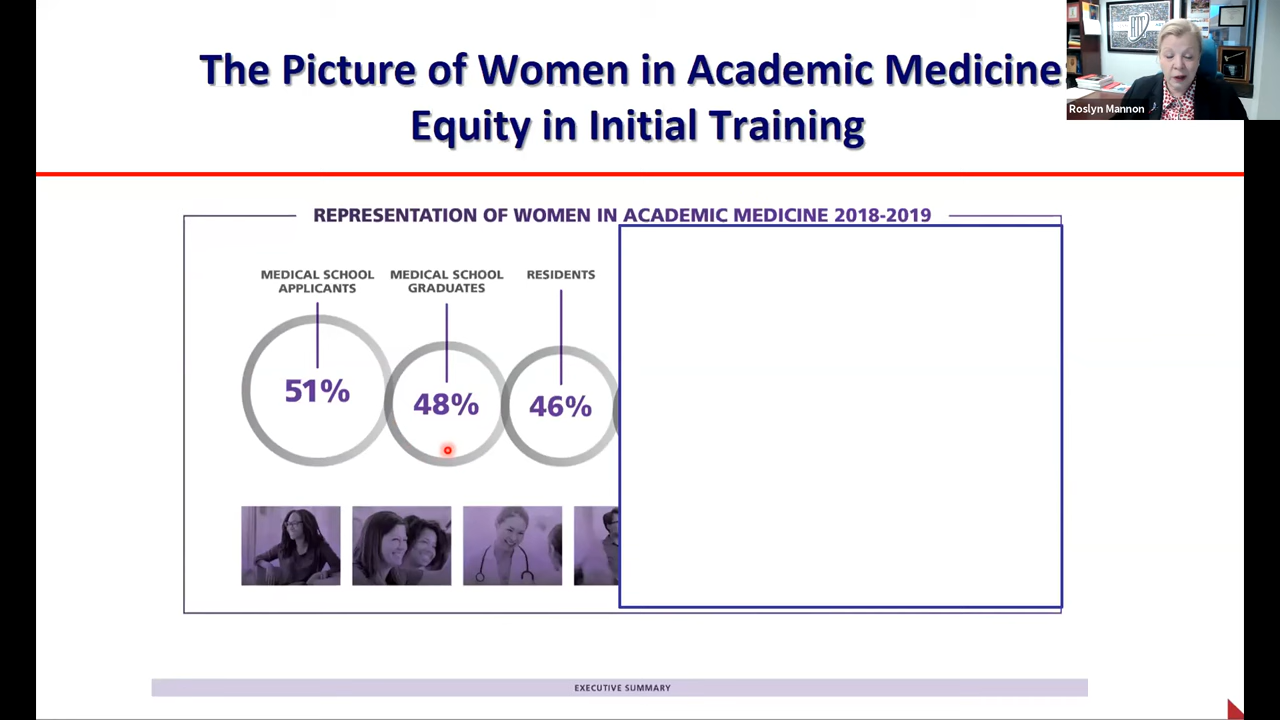 The Picture of Women in Academic Medicine
Equity in Initial Training
Roslyn Mannon
REPRESENTATION OF WOMEN IN ACADEMIC MEDICINE 2018-2019
MEDICAL SCHOOL
APPLICANTS
MEDICAL SCHOOL
GRADUATES
RESIDENTS
51%
48%
46%
EXECUTIVE SUMMARY